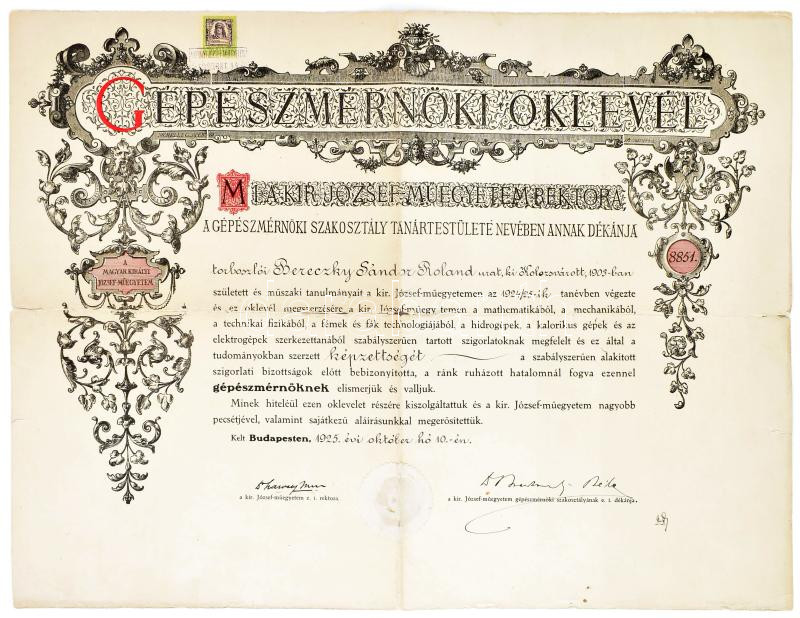 GÉPÉSZMÉRNÖKI OKLEVÉL
MI A KIR. JÓZSEF-MŰEGYETEM REKTORA
A GÉPÉSZMÉRNÖKI SZAKOSZTÁLY TANÁRTESTÜLETE NEVÉBEN ANNAK DÉKÁNJA
A
MAGYAR KIRÁLYI
JÓZSEF-MŰEGYETEM.
8851.
torboszlói Bereczky Sándor Roland urat, ki Kolozsvárott, 1903-ban
született és műszaki tanulmányait a kir. József-műegyetemen az 1924/25-ik tanévben végezte
és ez oklevél megszerzésére a kir. József-műegyetemen a mathematikából, a mechanikából,
a technikai fizikából, a fémek és fák technologiájából, a hidrogépek, a kalorikus gépek és az
elektrogépek szerkezettanából szabályszerüen tartott szigorlatoknak megfelelt és ez által a
tudományokban szerzett képzettségét a szabályszerüen alakított
szigorlati bizottságok előtt bebizonyította, a ránk ruházott hatalomnál fogva ezennel
gépészmérnöknek elismerjük és valljuk.
Minek hiteléül ezen oklevelet részére kiszolgáltattuk és a kir. József-műegyetem nagyobb
pecsétjével, valamint sajátkezü aláirásunkkal megerősítettük.
Kelt Budapesten, 1925. évi október hó 10.-én.
a kir. József-műegyetem e. i. rektora.
a kir. József-műegyetem gépészmérnöki szakosztályának e. i. dékánja.